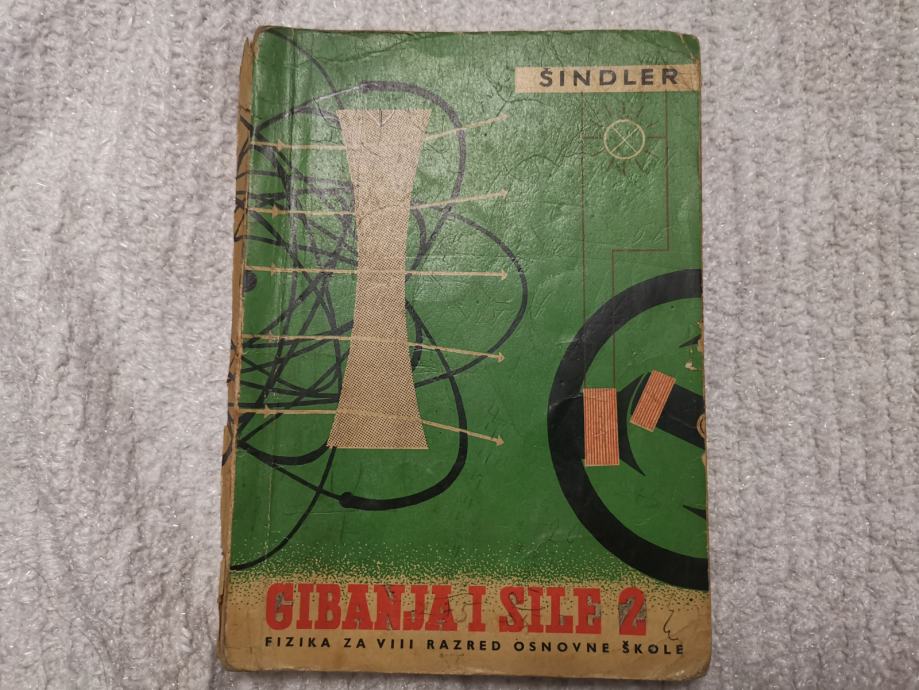 ŠINDLER
GIBANJA I SILE 2
FIZIKA ZA VIII RAZRED OSNOVNE ŠKOLE